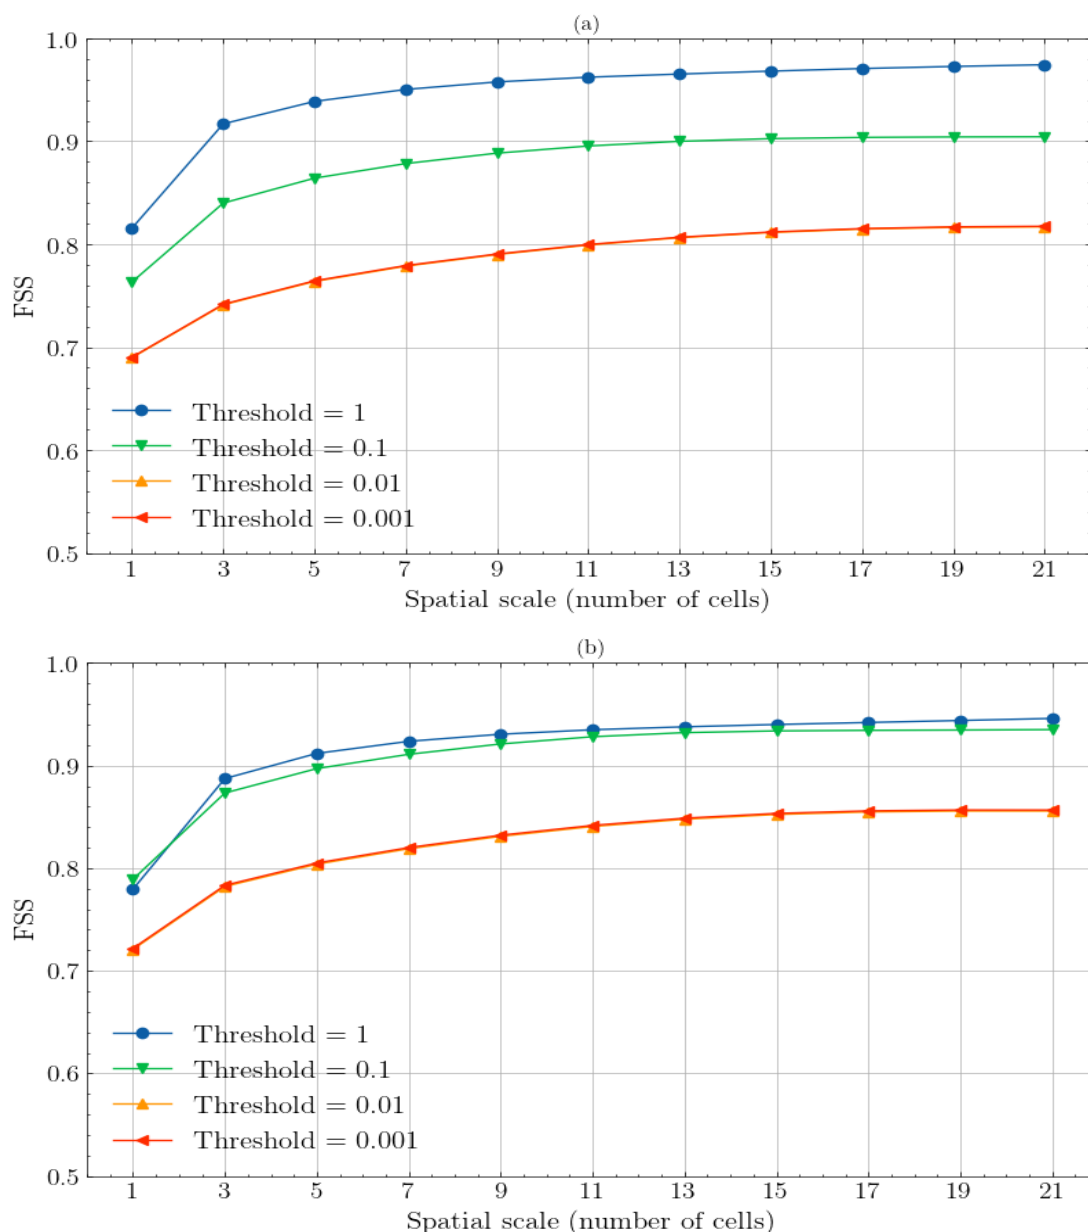 (a)
1.0
0.9
0.8
0.7
0.6
0.5
FSS
Threshold = 1
Threshold = 0.1
Threshold = 0.01
Threshold = 0.001
1 3 5 7 9 11 13 15 17 19 21
Spatial scale (number of cells)
(b)
1.0
0.9
0.8
0.7
0.6
0.5
FSS
Threshold = 1
Threshold = 0.1
Threshold = 0.01
Threshold = 0.001
1 3 5 7 9 11 13 15 17 19 21
Spatial scale (number of cells)